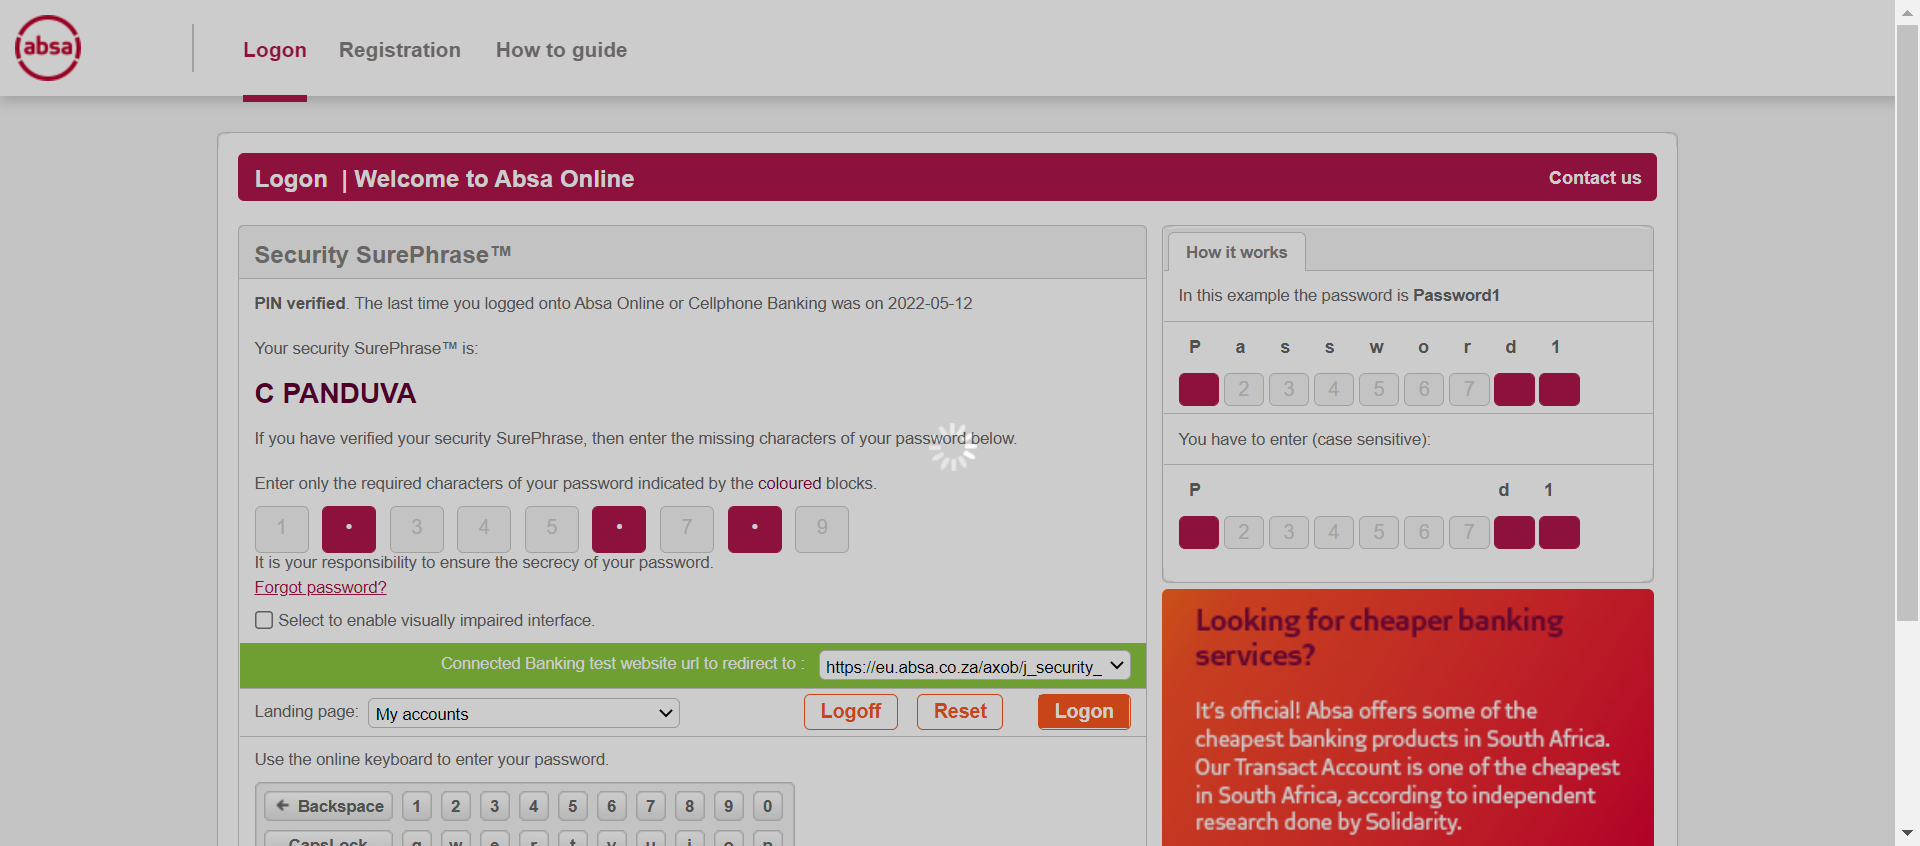 absa
Logon Registration How to guide
Logon | Welcome to Absa Online
Contact us
Security SurePhrase™
PIN verified. The last time you logged onto Absa Online or Cellphone Banking was on 2022-05-12
Your security SurePhrase™ is:
C PANDUVA
If you have verified your security SurePhrase, then enter the missing characters of your password below.
Enter only the required characters of your password indicated by the coloured blocks.
1 • 3 4 5 • 7 • 9
It is your responsibility to ensure the secrecy of your password.
Forgot password?
Select to enable visually impaired interface.
Connected Banking test website url to redirect to : https://eu.absa.co.za/axob/j_security_
Landing page: My accounts Logoff Reset Logon
Use the online keyboard to enter your password.
Backspace 1 2 3 4 5 6 7 8 9 0
CapsLock q w e r t y u i o p
How it works
In this example the password is Password1
P a s s w o r d 1
2 3 4 5 6 7
You have to enter (case sensitive):
P d 1
2 3 4 5 6 7
Looking for cheaper banking
services?
It's official! Absa offers some of the
cheapest banking products in South Africa.
Our Transact Account is one of the cheapest
in South Africa, according to independent
research done by Solidarity.